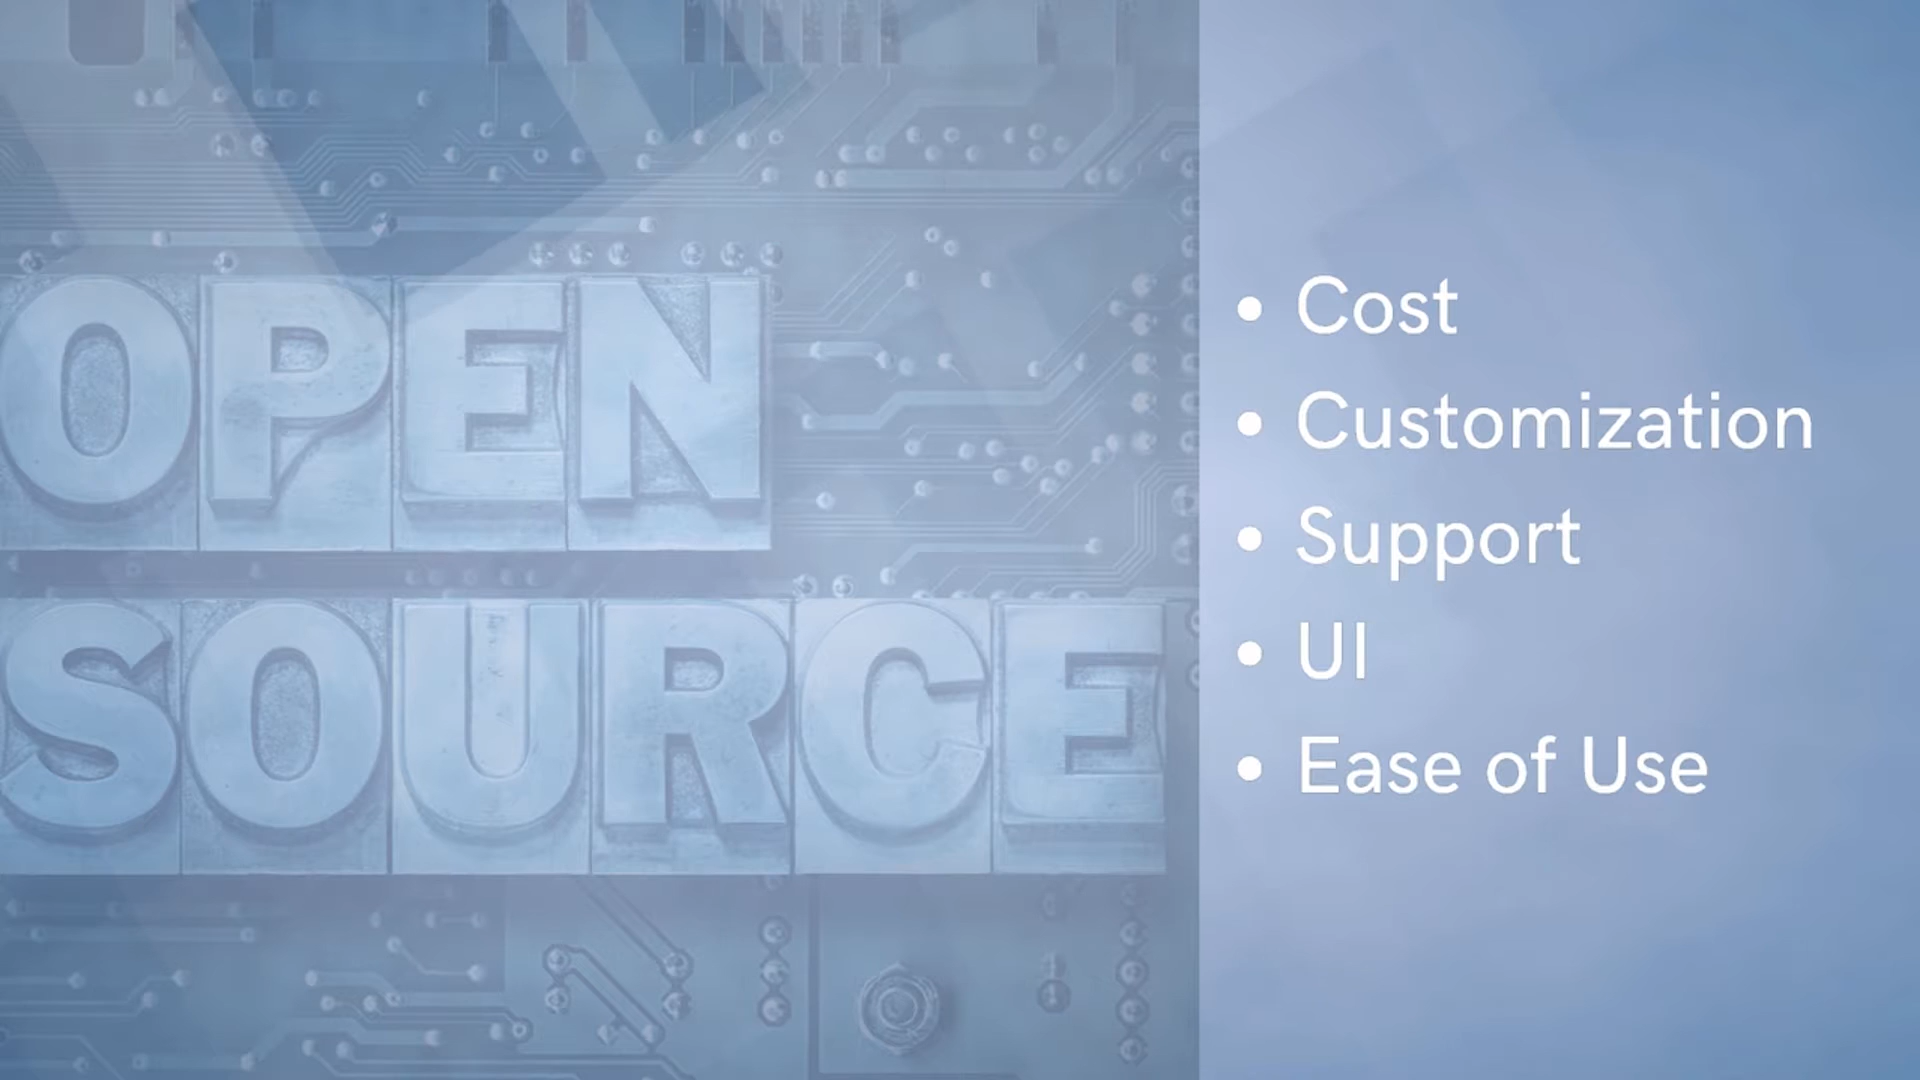 OPEN
SOURCE
• Cost
• Customization
• Support
• UI
• Ease of Use